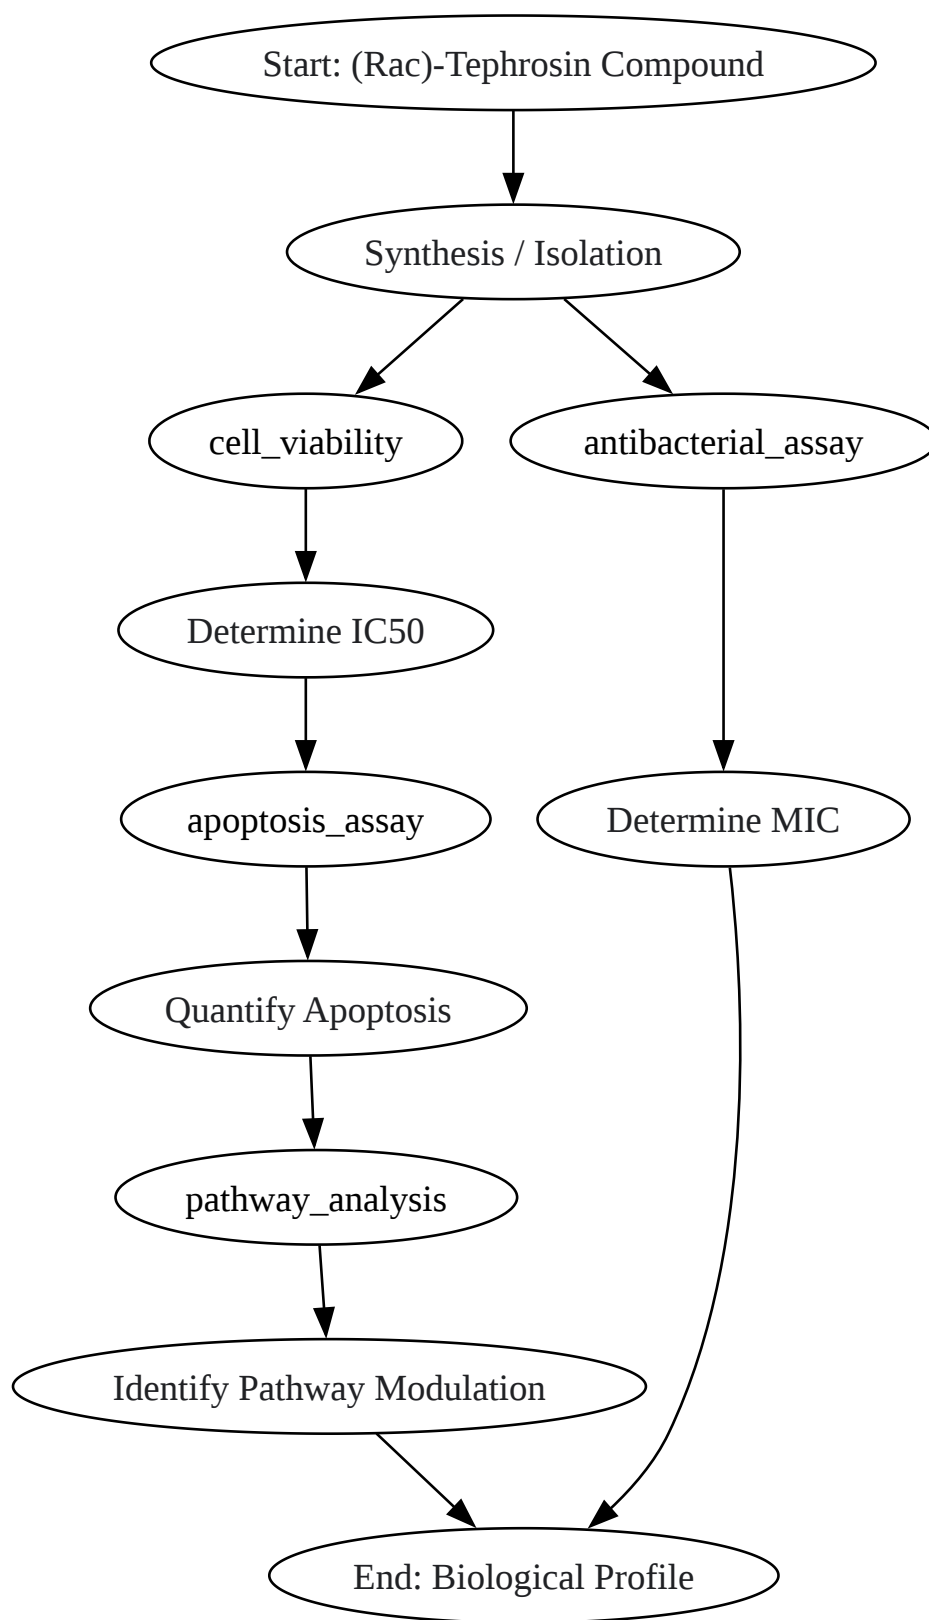 Start: (Rac)-Tephrosin Compound
Synthesis / Isolation
cell_viability
antibacterial_assay
Determine IC50
apoptosis_assay
Determine MIC
Quantify Apoptosis
pathway_analysis
Identify Pathway Modulation
End: Biological Profile